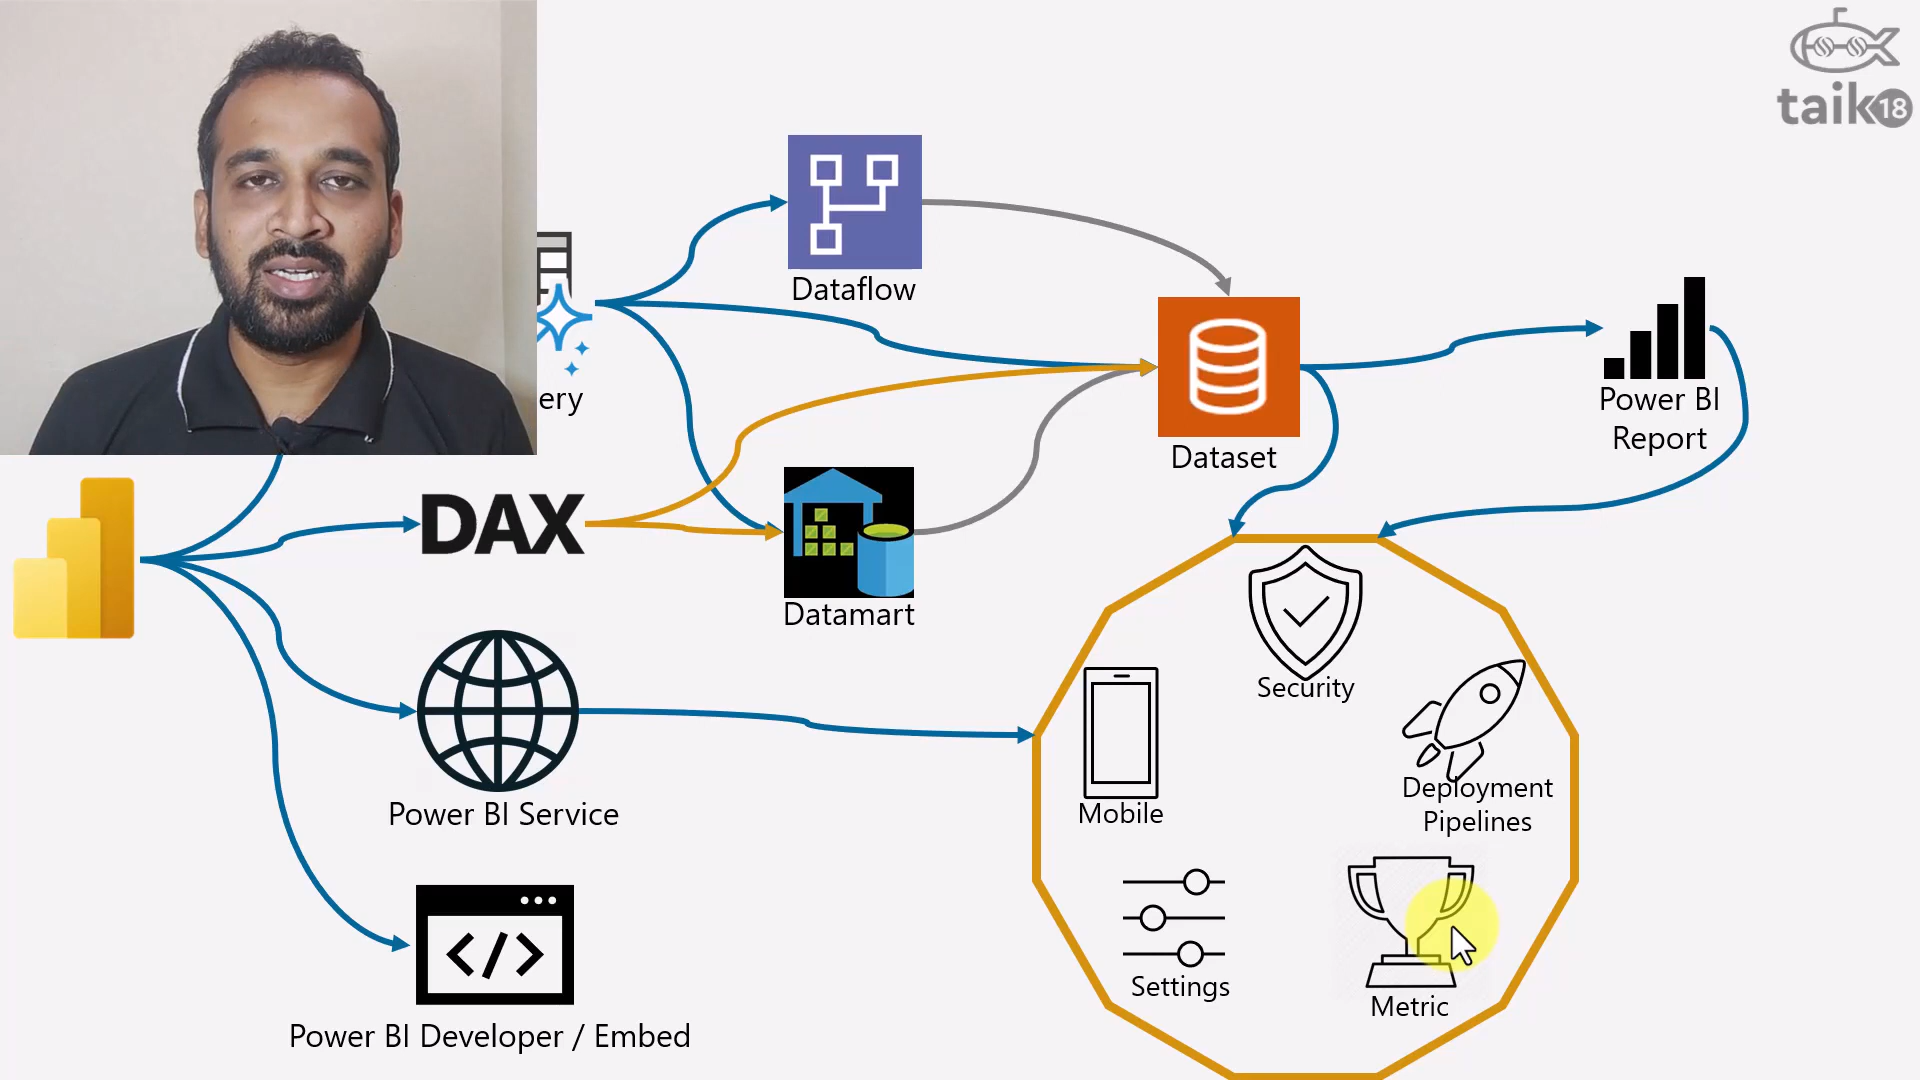 taik18
Dataflow
ery
Dataset
Power BI
Report
DAX
Datamart
Security
Mobile
Deployment
Pipelines
Power BI Service
Settings
Metric
Power BI Developer / Embed